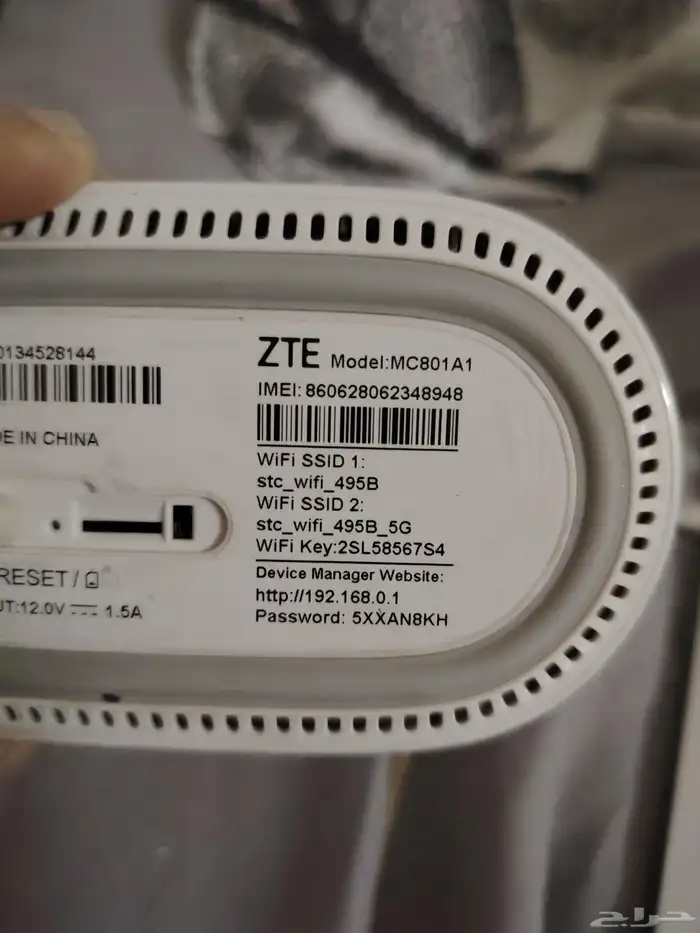 0134528144
E IN CHINA
RESET /
UT:12.0V 1.5A
ZTE Model:MC801A1
IMEI: 860628062348948
WiFi SSID 1:
stc_wifi_495B
WiFi SSID 2:
stc_wifi_495B_5G
WiFi Key:2SL58567S4
Device Manager Website:
http://192.168.0.1
Password: 5XXAN8KH
حراج